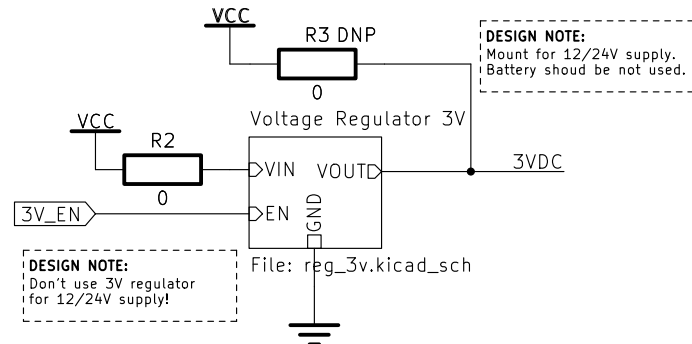 VCC
R3 DNP
0
DESIGN NOTE:
Mount for 12/24V supply.
Battery shoud be not used.
VCC
R2
0
Voltage Regulator 3V
VIN
VOUT
EN
GND
3VDC
3V_EN
File: reg_3v.kicad_sch
DESIGN NOTE:
Don't use 3V regulator
for 12/24V supply!